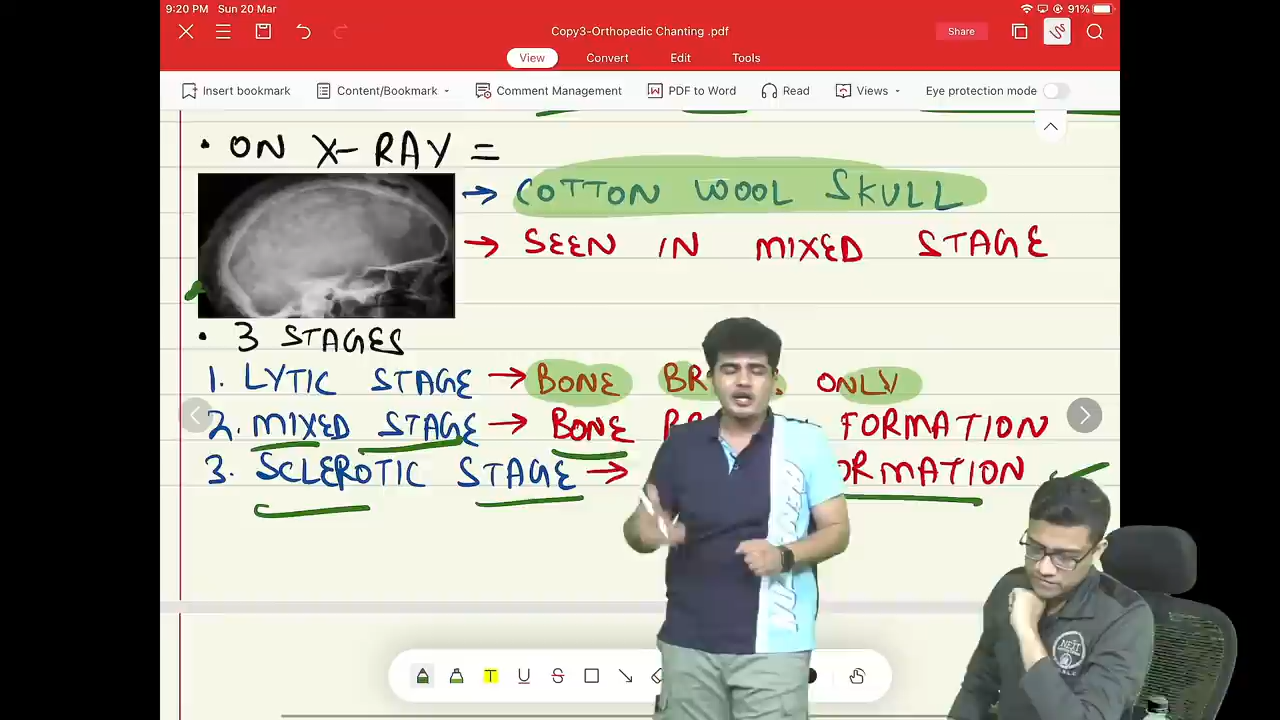 9:20 PM Sun 20 Mar 91%
Copy3-Orthopedic Chanting .pdf
Share
View Convert Edit Tools
Insert bookmark Content/Bookmark Comment Management PDF to Word Read Views Eye protection mode
• ON X-RAY =
→ COTTON WOOL SKULL
→ SEEN IN MIXED STAGE
• 3 STAGES
1. LYTIC STAGE → BONE ONLY
2. MIXED STAGE → BONE FORMATION
3. SCLEROTIC STAGE →
T U S
NEXT